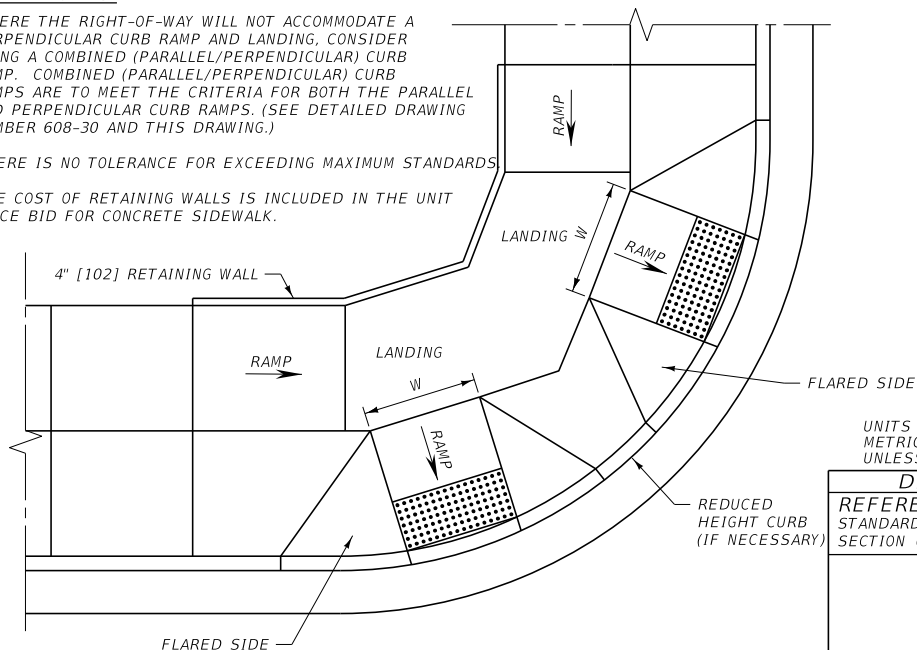 ERE THE RIGHT-OF-WAY WILL NOT ACCOMMODATE A
RPENDICULAR CURB RAMP AND LANDING, CONSIDER
NG A COMBINED (PARALLEL/PERPENDICULAR) CURB
MP. COMBINED (PARALLEL/PERPENDICULAR) CURB
MPS ARE TO MEET THE CRITERIA FOR BOTH THE PARALLEL
D PERPENDICULAR CURB RAMPS. (SEE DETAILED DRAWING
MBER 608-30 AND THIS DRAWING.)
ERE IS NO TOLERANCE FOR EXCEEDING MAXIMUM STANDARDS.
E COST OF RETAINING WALLS IS INCLUDED IN THE UNIT
CE BID FOR CONCRETE SIDEWALK.
RAMP
LANDING
W
RAMP
4" [102] RETAINING WALL
RAMP
LANDING
W
RAMP
FLARED SIDE
UNITS
METRIC
UNLESS
D
REFERE
STANDARD
SECTION
REDUCED
HEIGHT CURB
(IF NECESSARY)
FLARED SIDE